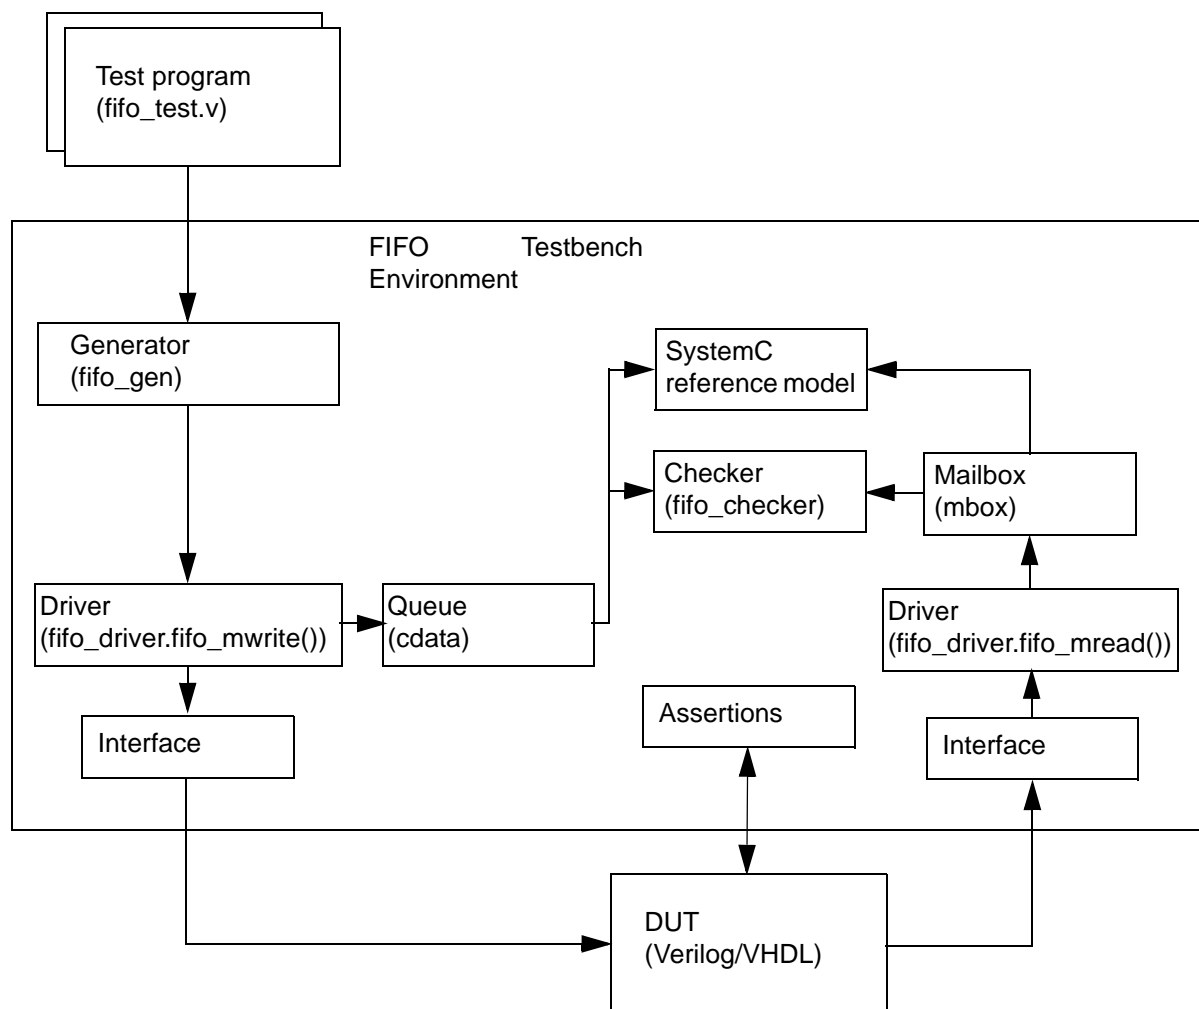 Test program
(fifo_test.v)
FIFO Testbench
Environment
Generator
(fifo_gen)
SystemC
reference model
Checker
(fifo_checker)
Mailbox
(mbox)
Driver
(fifo_driver.fifo_mwrite())
Queue
(cdata)
Driver
(fifo_driver.fifo_mread())
Interface
Assertions
Interface
DUT
(Verilog/VHDL)